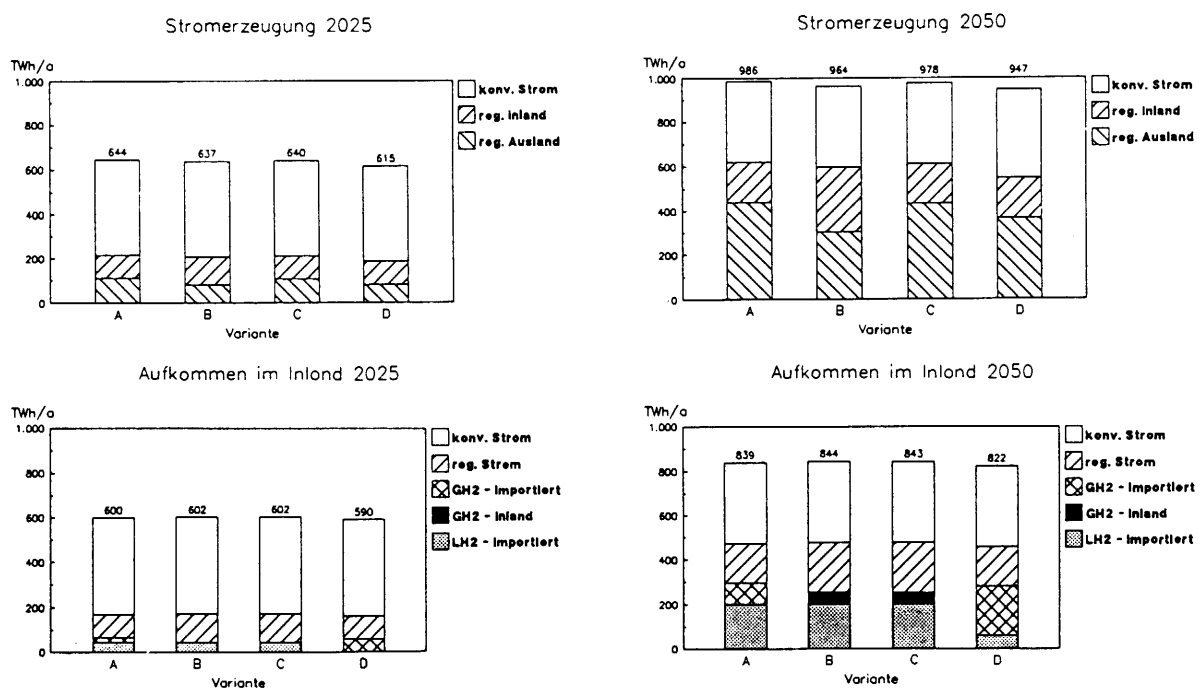 Stromerzeugung 2025
TWh/a
1.000
800
600
400
200
0
644
637
640
615
A
B
C
D
Variante
konv. Strom
reg. Inland
reg. Ausland
Stromerzeugung 2050
TWh/a
1.000
800
600
400
200
0
986
964
978
947
A
B
C
D
Variante
konv. Strom
reg. Inland
reg. Ausland
Aufkommen im Inlond 2025
TWh/a
1.000
800
600
400
200
0
600
602
602
590
A
B
C
D
Variante
konv. Strom
reg. Strom
GH2 - Importiert
GH2 - Inland
LH2 - Importiert
Aufkommen im Inlond 2050
TWh/a
1.000
800
600
400
200
0
839
844
843
822
A
B
C
D
Variante
konv. Strom
reg. Strom
GH2 - Importiert
GH2 - Inland
LH2 - Importiert